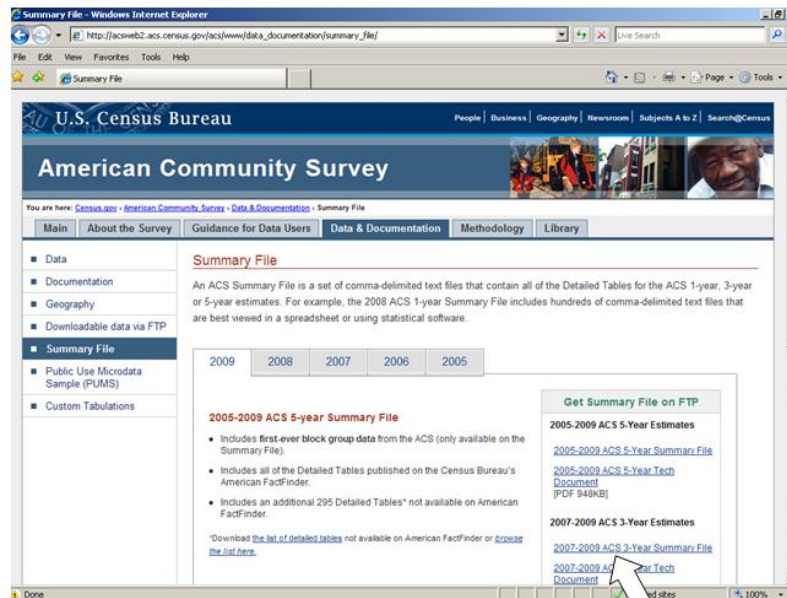 Summary File - Windows Internet Explorer
http://acsweb2.acs.census.gov/acs/www/data_documentation/summary_file/
Live Search
File Edit View Favorites Tools Help
Summary File
Page Tools
U.S. Census Bureau
People | Business | Geography | Newsroom | Subjects A to Z | Search@Census
American Community Survey
You are here: Census.gov › American Community Survey › Data & Documentation › Summary File
Main About the Survey Guidance for Data Users Data & Documentation Methodology Library
Data
Documentation
Geography
Downloadable data via FTP
Summary File
Public Use Microdata
Sample (PUMS)
Custom Tabulations
Summary File
An ACS Summary File is a set of comma-delimited text files that contain all of the Detailed Tables for the ACS 1-year, 3-year
or 5-year estimates. For example, the 2008 ACS 1-year Summary File includes hundreds of comma-delimited text files that
are best viewed in a spreadsheet or using statistical software.
2009 2008 2007 2006 2005
2005-2009 ACS 5-year Summary File
Includes first-ever block group data from the ACS (only available on the
Summary File).
Includes all of the Detailed Tables published on the Census Bureau's
American FactFinder.
Includes an additional 295 Detailed Tables* not available on American
FactFinder.
*Download the list of detailed tables not available on American FactFinder or browse
the list here.
Get Summary File on FTP
2005-2009 ACS 5-Year Estimates
2005-2009 ACS 5-Year Summary File
2005-2009 ACS 5-Year Tech
Document
[PDF 948KB]
2007-2009 ACS 3-Year Estimates
2007-2009 ACS 3-Year Summary File
2007-2009 Tech
Document
Done
sites
100%